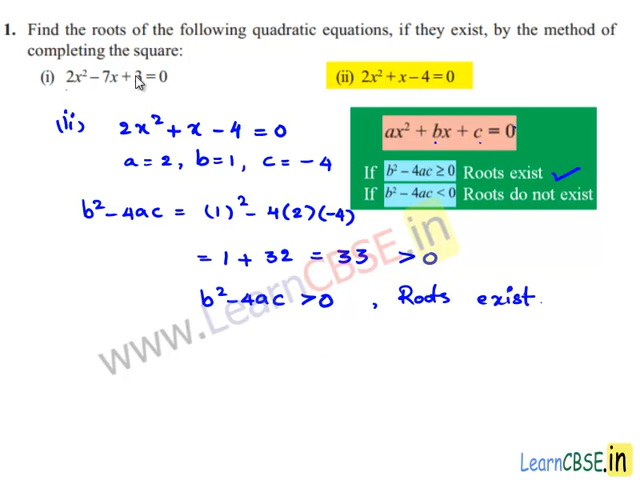 1. Find the roots of the following quadratic equations, if they exist, by the method of
completing the square:
(i) 2x² – 7x + 3 = 0
(ii) 2x² + x – 4 = 0
(ii) 2x² + x – 4 = 0
a = 2, b = 1, c = – 4
ax² + bx + c = 0
If b² – 4ac ≥ 0 Roots exist ✓
If b² – 4ac < 0 Roots do not exist
b² – 4ac = (1)² – 4(2)(-4)
= 1 + 32 = 33 > 0
b² – 4ac > 0 , Roots exist.
www.LearnCBSE.in
LearnCBSE.in